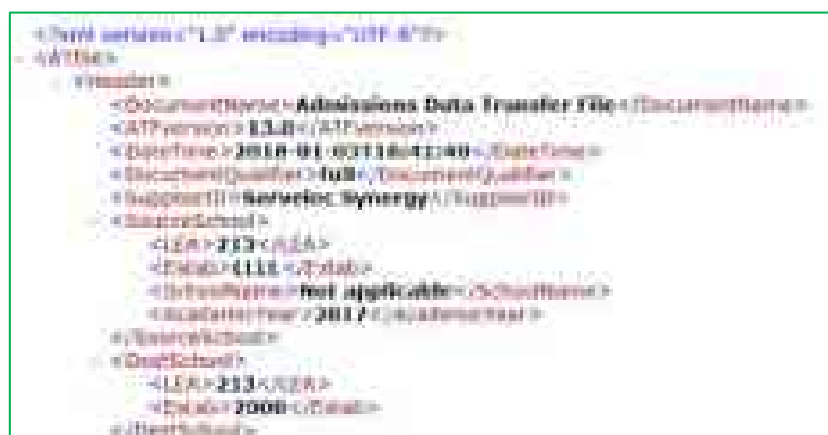 <?xml version="1.0" encoding="UTF-8"?>
- <ATfile>
- <Header>
<DocumentName>Admissions Data Transfer File</DocumentName>
<ATFversion>13.0</ATFversion>
<DateTime>2018-01-03T16:41:40</DateTime>
<DocumentQualifier>full</DocumentQualifier>
<SupplierID>Servelec Synergy</SupplierID>
- <SourceSchool>
<LEA>213</LEA>
<Estab>1111</Estab>
<SchoolName>Not applicable</SchoolName>
<AcademicYear>2017</AcademicYear>
</SourceSchool>
- <DestSchool>
<LEA>213</LEA>
<Estab>2000</Estab>
</DestSchool>